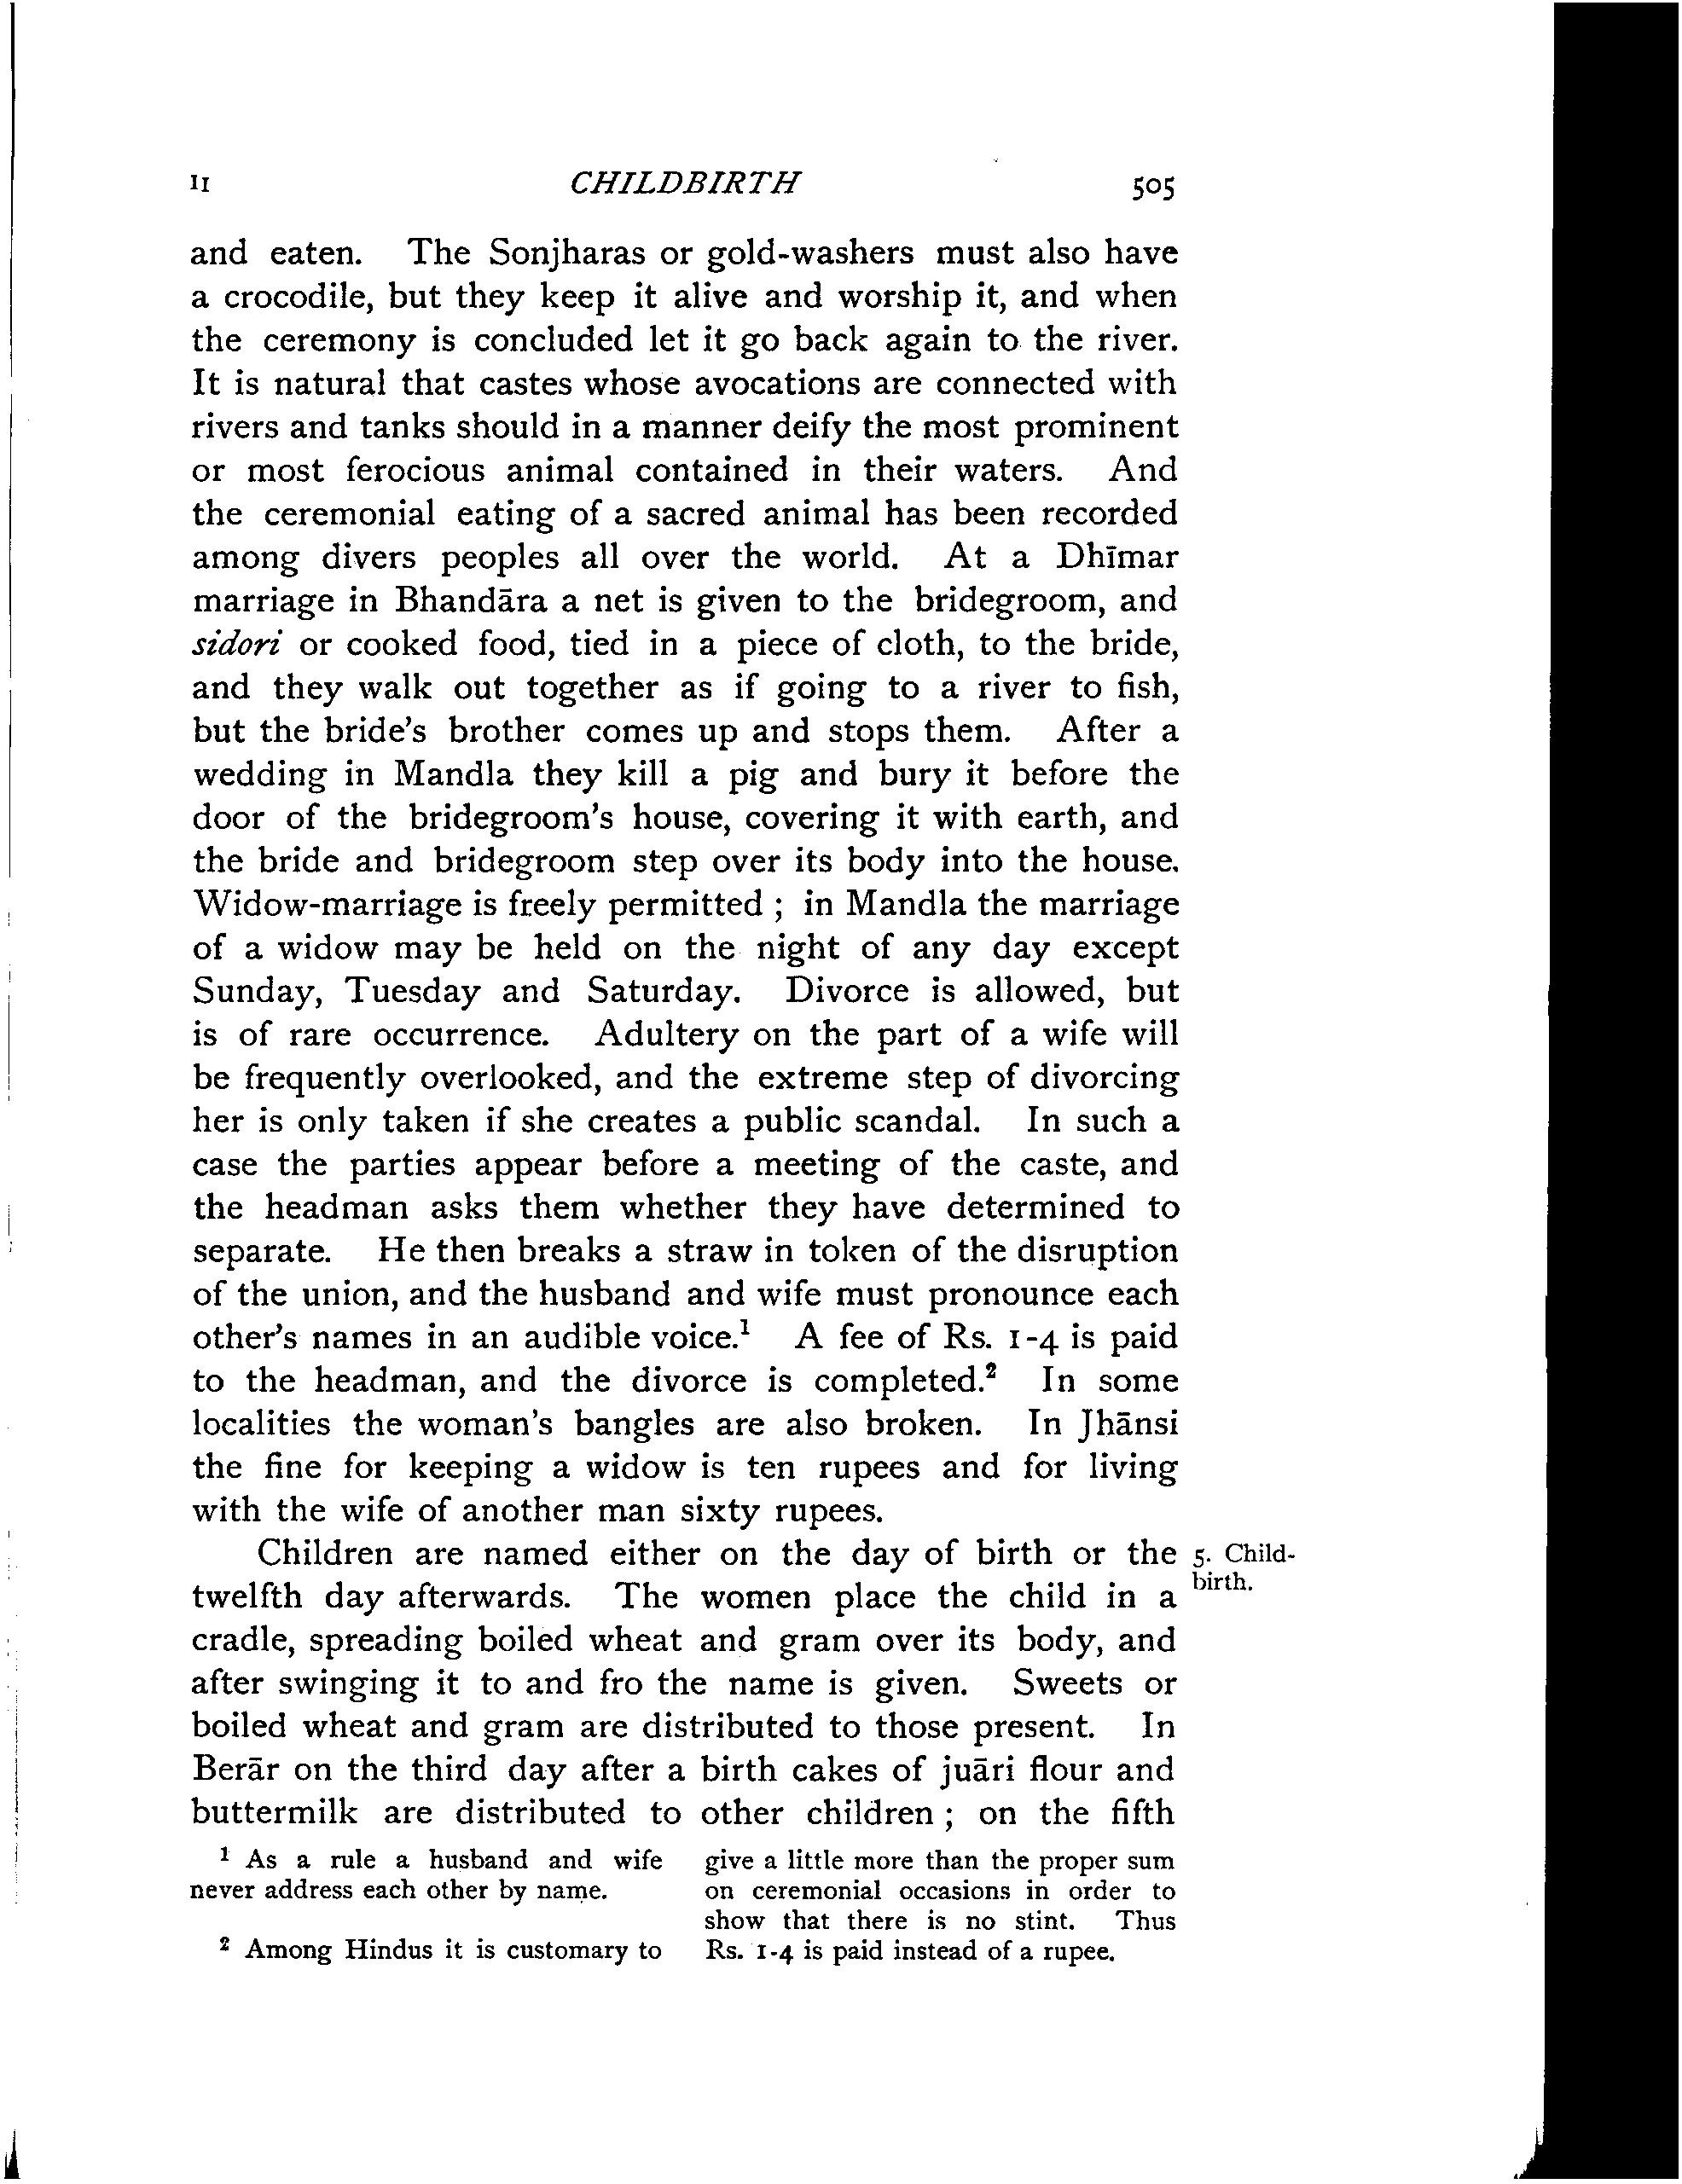 II CHILDBIRTH 505
and eaten. The Sonjharas or gold-washers must also have
a crocodile, but they keep it alive and worship it, and when
the ceremony is concluded let it go back again to the river.
It is natural that castes whose avocations are connected with
rivers and tanks should in a manner deify the most prominent
or most ferocious animal contained in their waters. And
the ceremonial eating of a sacred animal has been recorded
among divers peoples all over the world. At a Dhīmar
marriage in Bhandāra a net is given to the bridegroom, and
sidori or cooked food, tied in a piece of cloth, to the bride,
and they walk out together as if going to a river to fish,
but the bride's brother comes up and stops them. After a
wedding in Mandla they kill a pig and bury it before the
door of the bridegroom's house, covering it with earth, and
the bride and bridegroom step over its body into the house.
Widow-marriage is freely permitted ; in Mandla the marriage
of a widow may be held on the night of any day except
Sunday, Tuesday and Saturday. Divorce is allowed, but
is of rare occurrence. Adultery on the part of a wife will
be frequently overlooked, and the extreme step of divorcing
her is only taken if she creates a public scandal. In such a
case the parties appear before a meeting of the caste, and
the headman asks them whether they have determined to
separate. He then breaks a straw in token of the disruption
of the union, and the husband and wife must pronounce each
other's names in an audible voice.¹ A fee of Rs. 1-4 is paid
to the headman, and the divorce is completed.² In some
localities the woman's bangles are also broken. In Jhānsi
the fine for keeping a widow is ten rupees and for living
with the wife of another man sixty rupees.
Children are named either on the day of birth or the
twelfth day afterwards. The women place the child in a
cradle, spreading boiled wheat and gram over its body, and
after swinging it to and fro the name is given. Sweets or
boiled wheat and gram are distributed to those present. In
Berār on the third day after a birth cakes of juāri flour and
buttermilk are distributed to other children ; on the fifth
5. Child-
birth.
¹ As a rule a husband and wife
never address each other by name.
² Among Hindus it is customary to
give a little more than the proper sum
on ceremonial occasions in order to
show that there is no stint. Thus
Rs. 1-4 is paid instead of a rupee.